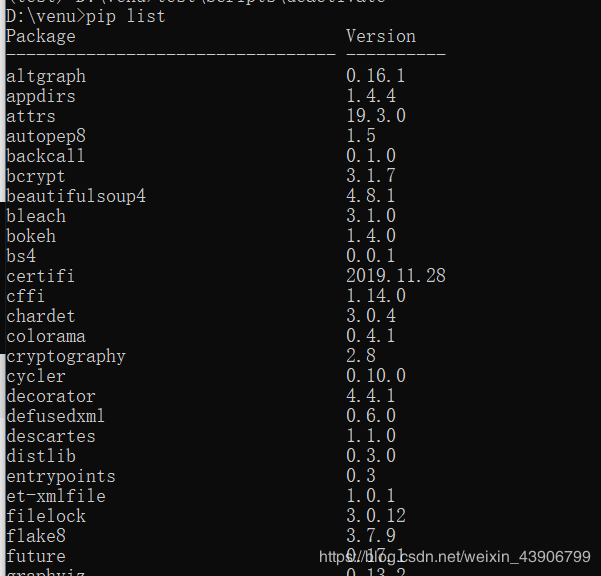 D:\venu>pip list
Package Version
--------------------------------- ----------
altgraph 0.16.1
appdirs 1.4.4
attrs 19.3.0
autopep8 1.5
backcall 0.1.0
bcrypt 3.1.7
beautifulsoup4 4.8.1
bleach 3.1.0
bokeh 1.4.0
bs4 0.0.1
certifi 2019.11.28
cffi 1.14.0
chardet 3.0.4
colorama 0.4.1
cryptography 2.8
cycler 0.10.0
decorator 4.4.1
defusedxml 0.6.0
descartes 1.1.0
distlib 0.3.0
entrypoints 0.3
et-xmlfile 1.0.1
filelock 3.0.12
flake8 3.7.9
future 0.17.1
https://blog.csdn.net/weixin_43906799
graphviz 0.13.2